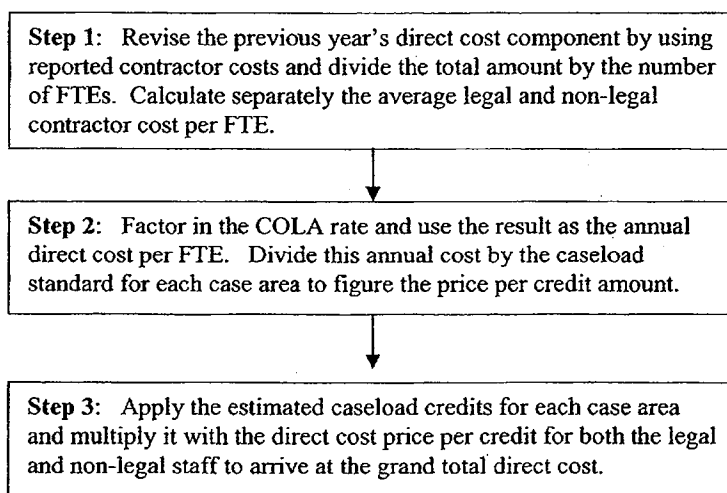 Step 1: Revise the previous year's direct cost component by using
reported contractor costs and divide the total amount by the number
of FTEs. Calculate separately the average legal and non-legal
contractor cost per FTE.
Step 2: Factor in the COLA rate and use the result as the annual
direct cost per FTE. Divide this annual cost by the caseload
standard for each case area to figure the price per credit amount.
Step 3: Apply the estimated caseload credits for each case area
and multiply it with the direct cost price per credit for both the legal
and non-legal staff to arrive at the grand total direct cost.